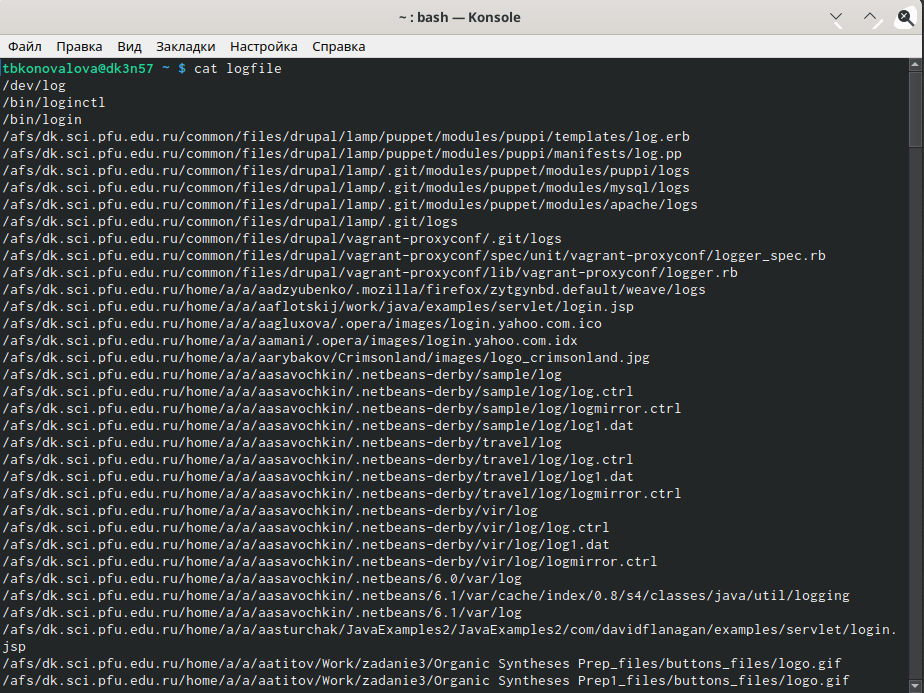 ~ : bash — Konsole
Файл Правка Вид Закладки Настройка Справка
tbkonovalova@dk3n57 ~ $ cat logfile
/dev/log
/bin/loginctl
/bin/login
/afs/dk.sci.pfu.edu.ru/common/files/drupal/lamp/puppet/modules/puppi/templates/log.erb
/afs/dk.sci.pfu.edu.ru/common/files/drupal/lamp/puppet/modules/puppi/manifests/log.pp
/afs/dk.sci.pfu.edu.ru/common/files/drupal/lamp/.git/modules/puppet/modules/puppi/logs
/afs/dk.sci.pfu.edu.ru/common/files/drupal/lamp/.git/modules/puppet/modules/mysql/logs
/afs/dk.sci.pfu.edu.ru/common/files/drupal/lamp/.git/modules/puppet/modules/apache/logs
/afs/dk.sci.pfu.edu.ru/common/files/drupal/lamp/.git/logs
/afs/dk.sci.pfu.edu.ru/common/files/drupal/vagrant-proxyconf/.git/logs
/afs/dk.sci.pfu.edu.ru/common/files/drupal/vagrant-proxyconf/spec/unit/vagrant-proxyconf/logger_spec.rb
/afs/dk.sci.pfu.edu.ru/common/files/drupal/vagrant-proxyconf/lib/vagrant-proxyconf/logger.rb
/afs/dk.sci.pfu.edu.ru/home/a/a/aadzyubenko/.mozilla/firefox/zytgynbd.default/weave/logs
/afs/dk.sci.pfu.edu.ru/home/a/a/aaflotskij/work/java/examples/servlet/login.jsp
/afs/dk.sci.pfu.edu.ru/home/a/a/aagluxova/.opera/images/login.yahoo.com.ico
/afs/dk.sci.pfu.edu.ru/home/a/a/aamani/.opera/images/login.yahoo.com.idx
/afs/dk.sci.pfu.edu.ru/home/a/a/aarybakov/Crimsonland/images/logo_crimsonland.jpg
/afs/dk.sci.pfu.edu.ru/home/a/a/aasavochkin/.netbeans-derby/sample/log
/afs/dk.sci.pfu.edu.ru/home/a/a/aasavochkin/.netbeans-derby/sample/log/log.ctrl
/afs/dk.sci.pfu.edu.ru/home/a/a/aasavochkin/.netbeans-derby/sample/log/logmirror.ctrl
/afs/dk.sci.pfu.edu.ru/home/a/a/aasavochkin/.netbeans-derby/sample/log/log1.dat
/afs/dk.sci.pfu.edu.ru/home/a/a/aasavochkin/.netbeans-derby/travel/log
/afs/dk.sci.pfu.edu.ru/home/a/a/aasavochkin/.netbeans-derby/travel/log/log.ctrl
/afs/dk.sci.pfu.edu.ru/home/a/a/aasavochkin/.netbeans-derby/travel/log/log1.dat
/afs/dk.sci.pfu.edu.ru/home/a/a/aasavochkin/.netbeans-derby/travel/log/logmirror.ctrl
/afs/dk.sci.pfu.edu.ru/home/a/a/aasavochkin/.netbeans-derby/vir/log
/afs/dk.sci.pfu.edu.ru/home/a/a/aasavochkin/.netbeans-derby/vir/log/log.ctrl
/afs/dk.sci.pfu.edu.ru/home/a/a/aasavochkin/.netbeans-derby/vir/log/log1.dat
/afs/dk.sci.pfu.edu.ru/home/a/a/aasavochkin/.netbeans-derby/vir/log/logmirror.ctrl
/afs/dk.sci.pfu.edu.ru/home/a/a/aasavochkin/.netbeans/6.0/var/log
/afs/dk.sci.pfu.edu.ru/home/a/a/aasavochkin/.netbeans/6.1/var/cache/index/0.8/s4/classes/java/util/logging
/afs/dk.sci.pfu.edu.ru/home/a/a/aasavochkin/.netbeans/6.1/var/log
/afs/dk.sci.pfu.edu.ru/home/a/a/aasturchak/JavaExamples2/JavaExamples2/com/davidflanagan/examples/servlet/login.
jsp
/afs/dk.sci.pfu.edu.ru/home/a/a/aatitov/Work/zadanie3/Organic Syntheses Prep_files/buttons_files/logo.gif
/afs/dk.sci.pfu.edu.ru/home/a/a/aatitov/Work/zadanie3/Organic Syntheses Prep1_files/buttons_files/logo.gif